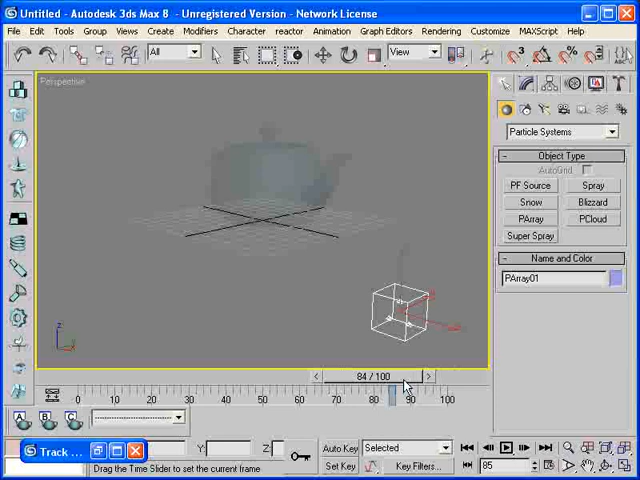 Untitled - Autodesk 3ds Max 8 - Unregistered Version - Network License
File Edit Tools Group Views Create Modifiers Character reactor Animation Graph Editors Rendering Customize MAXScript Help
All View
Perspective
Particle Systems
- Object Type
AutoGrid
PF Source Spray
Snow Blizzard
PArray PCloud
Super Spray
- Name and Color
PArray01
z
< 84 / 100 >
0 10 20 30 40 50 60 70 80 90 100
A B C
Track ... Y: Z: Auto Key Selected
Set Key Key Filters... 85
Drag the Time Slider to set the current frame